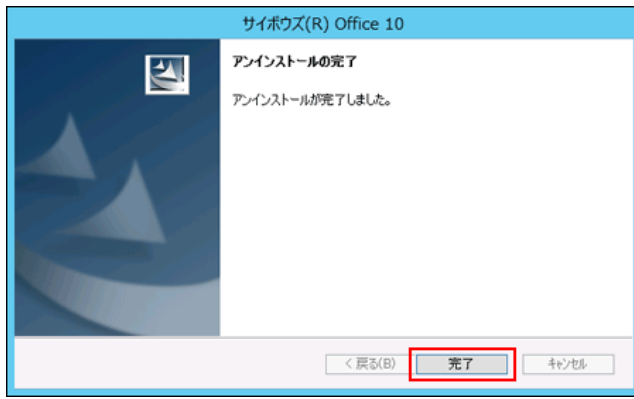 サイボウズ(R) Office 10
アンインストールの完了
アンインストールが完了しました。
< 戻る(B)
完了
キャンセル